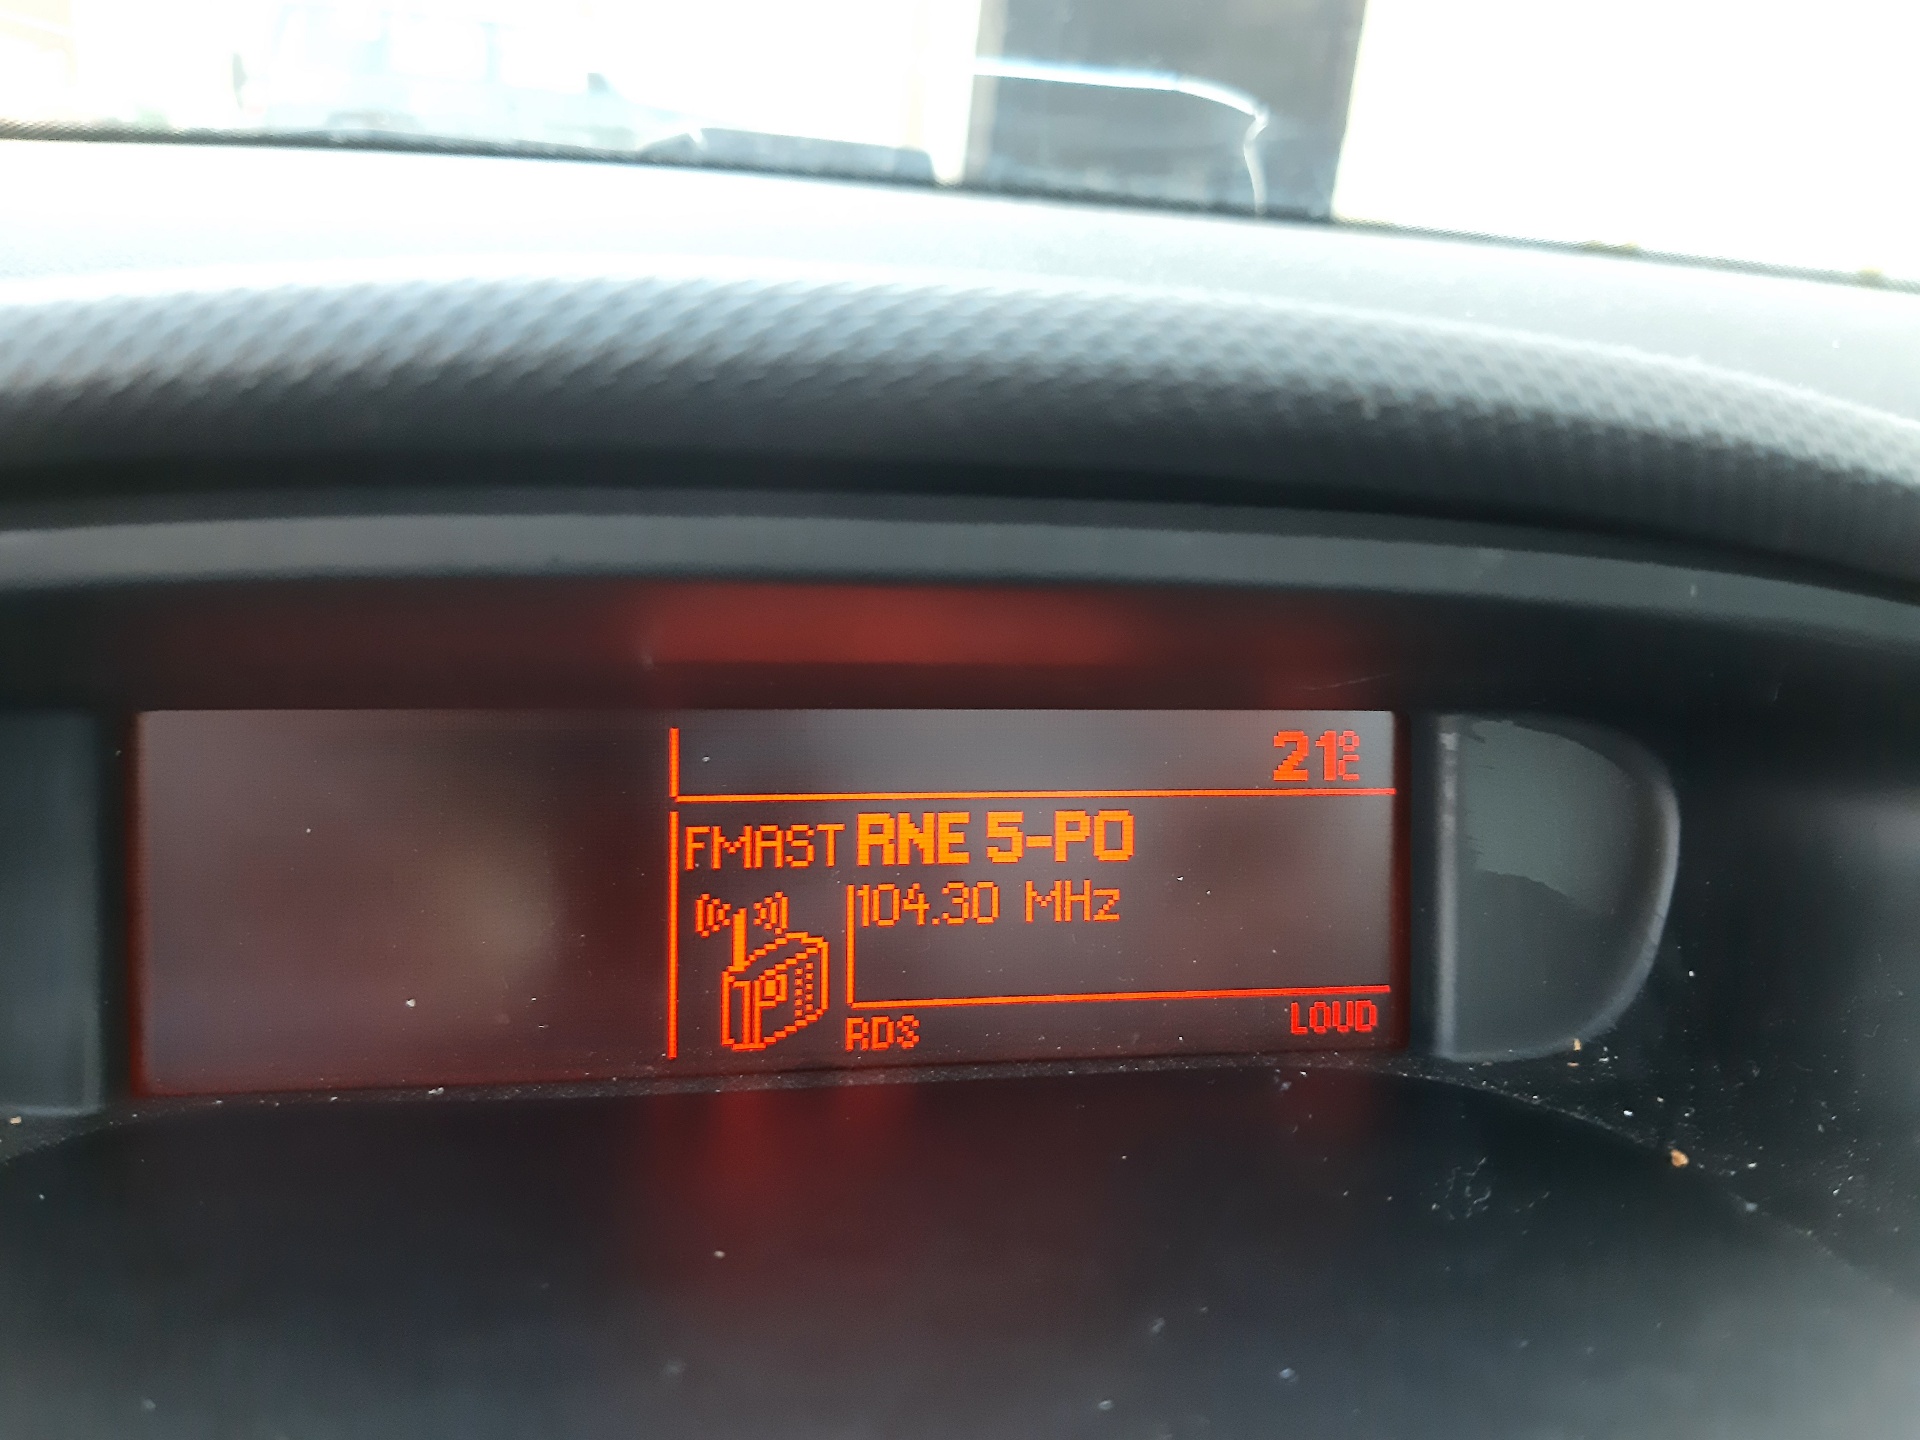 21°C
FMAST RNE 5-PO
104.30 MHz
RDS LOUD